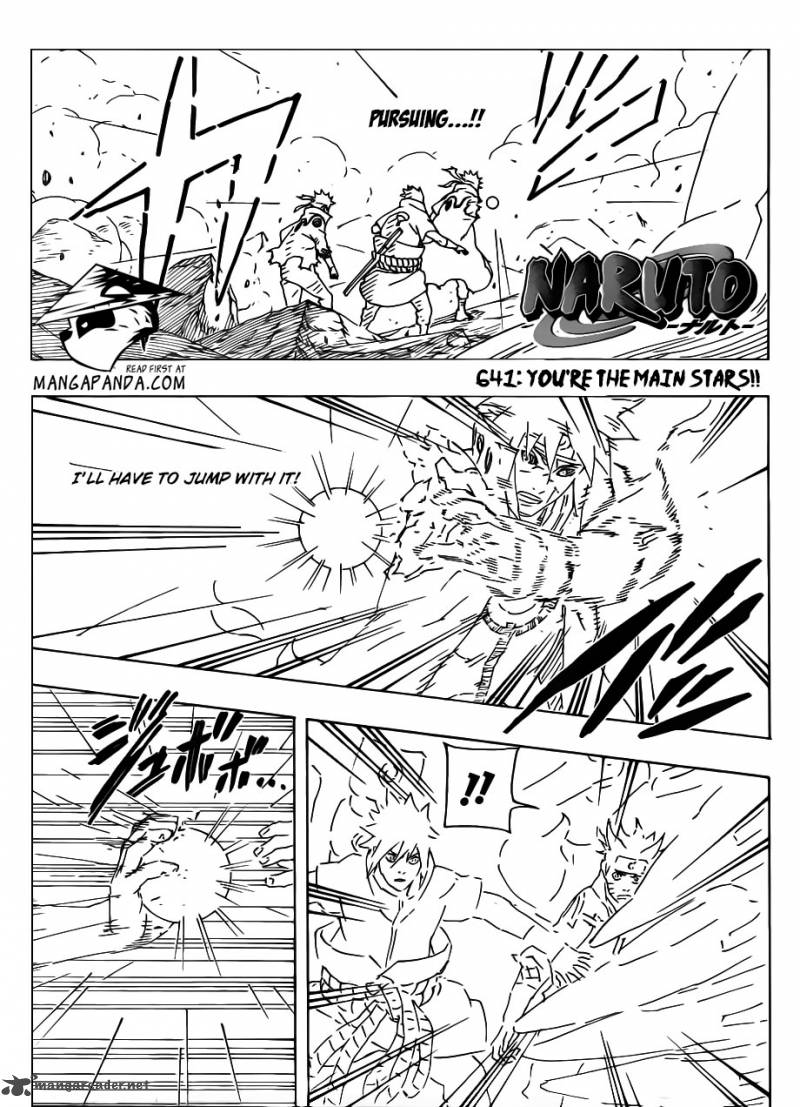 PURSUING...!!
NARUTO
-ナルト-
READ FIRST AT
MANGAPANDA.COM
641: YOU'RE THE MAIN STARS!!
I'LL HAVE TO JUMP WITH IT!
ジュボボ...
!!
mangareader.net